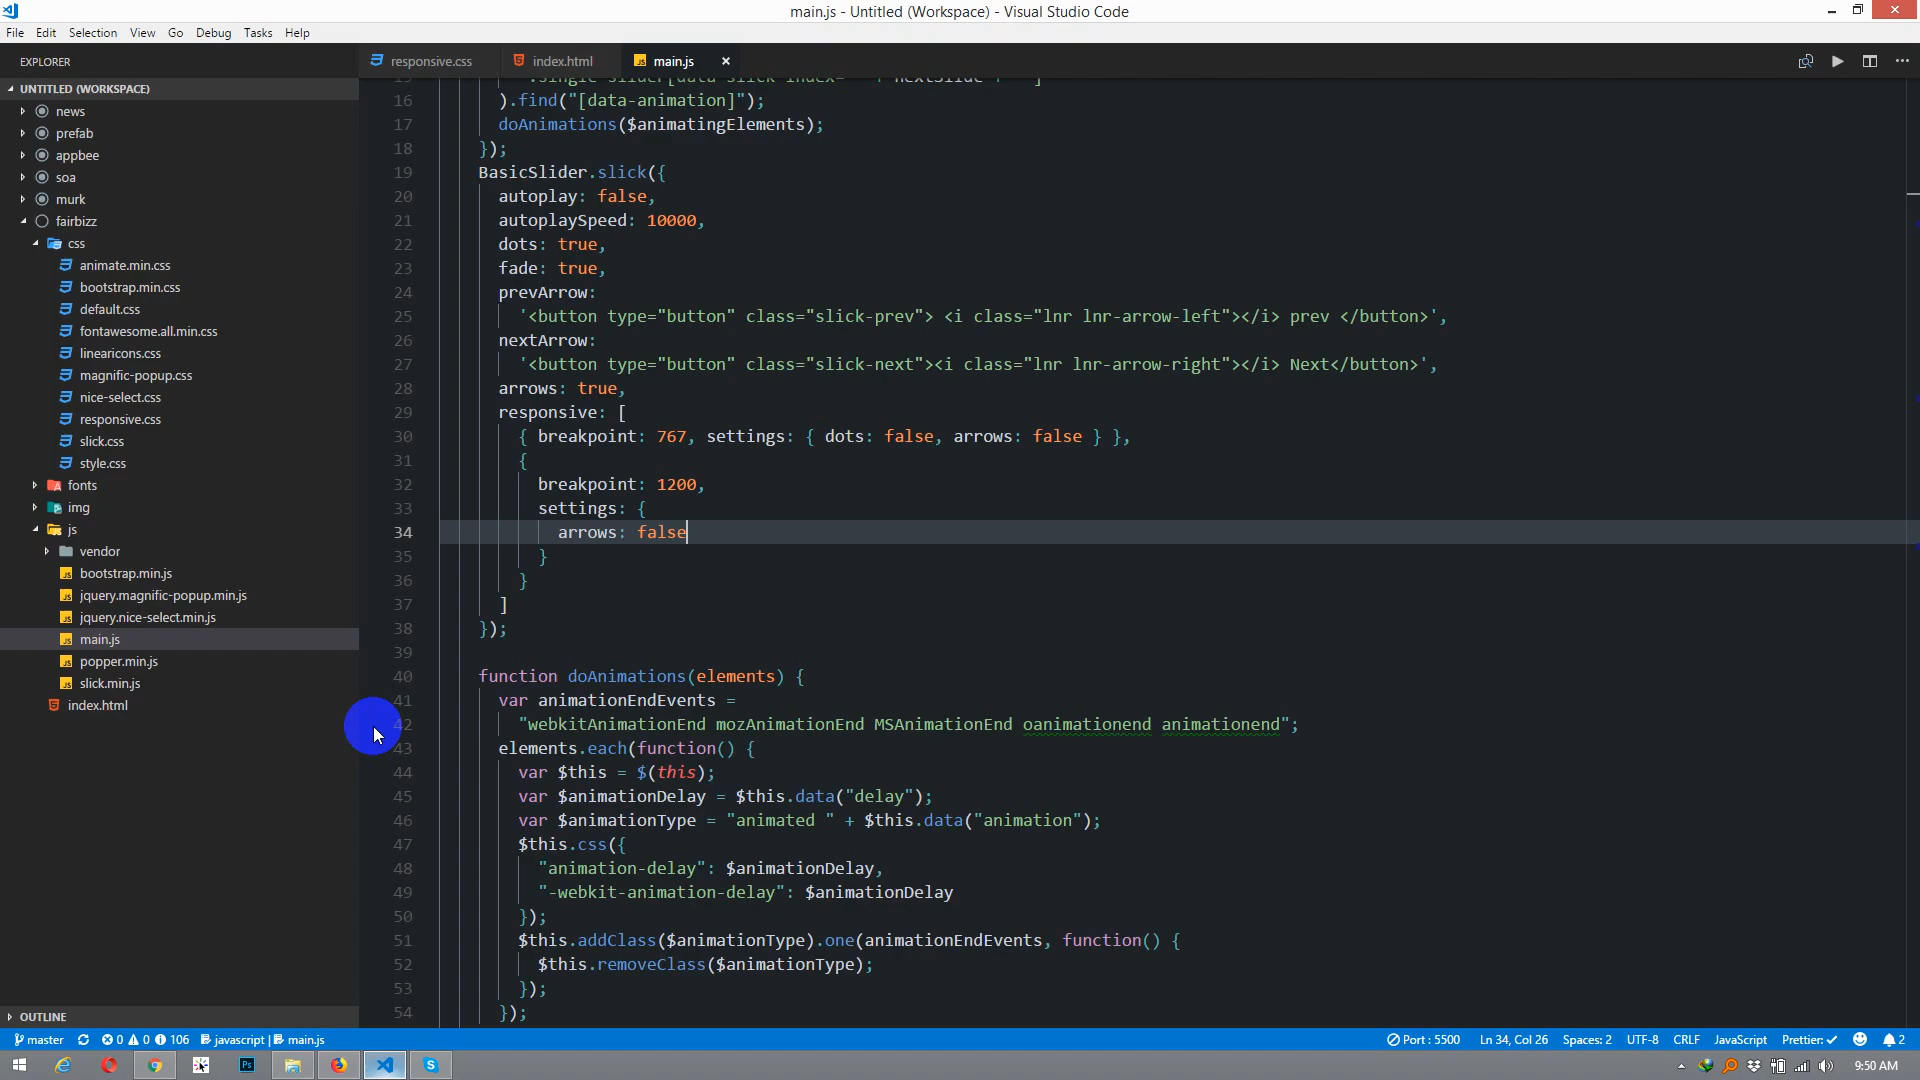 main.js - Untitled (Workspace) - Visual Studio Code
File Edit Selection View Go Debug Tasks Help
EXPLORER
responsive.css
index.html
main.js
UNTITLED (WORKSPACE)
news
prefab
appbee
soa
murk
fairbizz
css
animate.min.css
bootstrap.min.css
default.css
fontawesome.all.min.css
linearicons.css
magnific-popup.css
nice-select.css
responsive.css
slick.css
style.css
fonts
img
js
vendor
bootstrap.min.js
jquery.magnific-popup.min.js
jquery.nice-select.min.js
main.js
popper.min.js
slick.min.js
index.html
OUTLINE
16 ).find("[data-animation]");
17 doAnimations($animatingElements);
18 });
19 BasicSlider.slick({
20 autoplay: false,
21 autoplaySpeed: 10000,
22 dots: true,
23 fade: true,
24 prevArrow:
25 '<button type="button" class="slick-prev"> <i class="lnr lnr-arrow-left"></i> prev </button>',
26 nextArrow:
27 '<button type="button" class="slick-next"><i class="lnr lnr-arrow-right"></i> Next</button>',
28 arrows: true,
29 responsive: [
30 { breakpoint: 767, settings: { dots: false, arrows: false } },
31 {
32 breakpoint: 1200,
33 settings: {
34 arrows: false
35 }
36 }
37 ]
38 });
39
40 function doAnimations(elements) {
41 var animationEndEvents =
42 "webkitAnimationEnd mozAnimationEnd MSAnimationEnd oanimationend animationend";
43 elements.each(function() {
44 var $this = $(this);
45 var $animationDelay = $this.data("delay");
46 var $animationType = "animated " + $this.data("animation");
47 $this.css({
48 "animation-delay": $animationDelay,
49 "-webkit-animation-delay": $animationDelay
50 });
51 $this.addClass($animationType).one(animationEndEvents, function() {
52 $this.removeClass($animationType);
53 });
54 });
master 0 0 106 javascript | main.js Port : 5500 Ln 34, Col 26 Spaces: 2 UTF-8 CRLF JavaScript Prettier: ✓ 2
Ps
9:50 AM